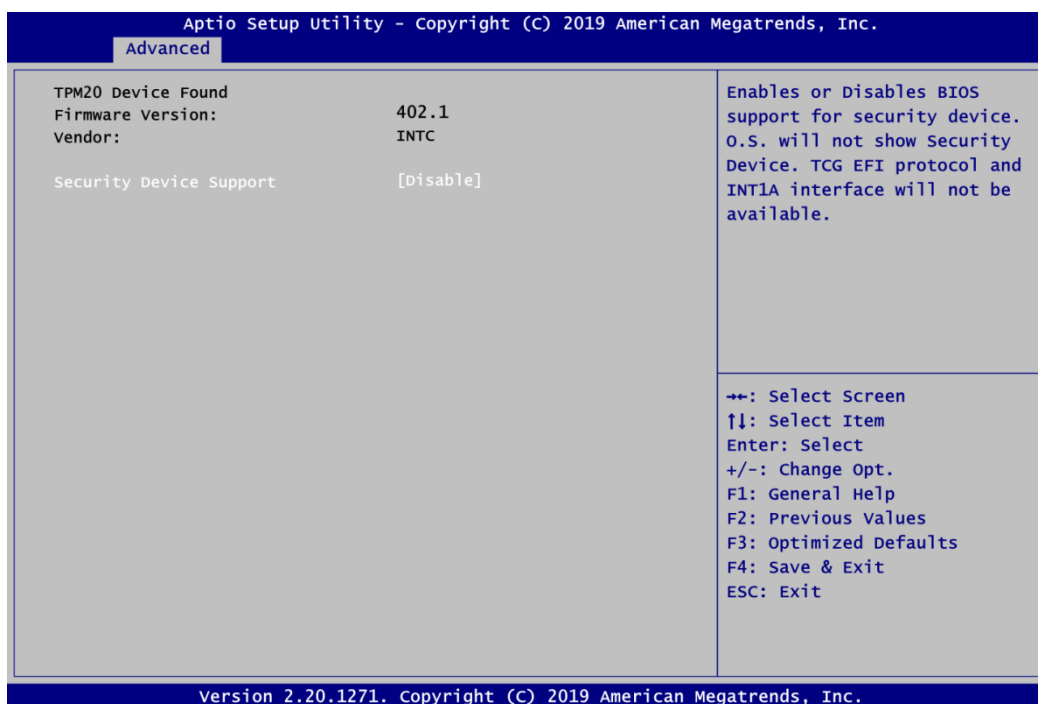 Aptio Setup Utility - Copyright (C) 2019 American Megatrends, Inc.
Advanced
TPM20 Device Found
Firmware Version: 402.1
Vendor: INTC
Security Device Support [Disable]
Enables or Disables BIOS
support for security device.
O.S. will not show Security
Device. TCG EFI protocol and
INT1A interface will not be
available.
→←: Select Screen
↑↓: Select Item
Enter: Select
+/-: Change Opt.
F1: General Help
F2: Previous Values
F3: Optimized Defaults
F4: Save & Exit
ESC: Exit
Version 2.20.1271. Copyright (C) 2019 American Megatrends, Inc.